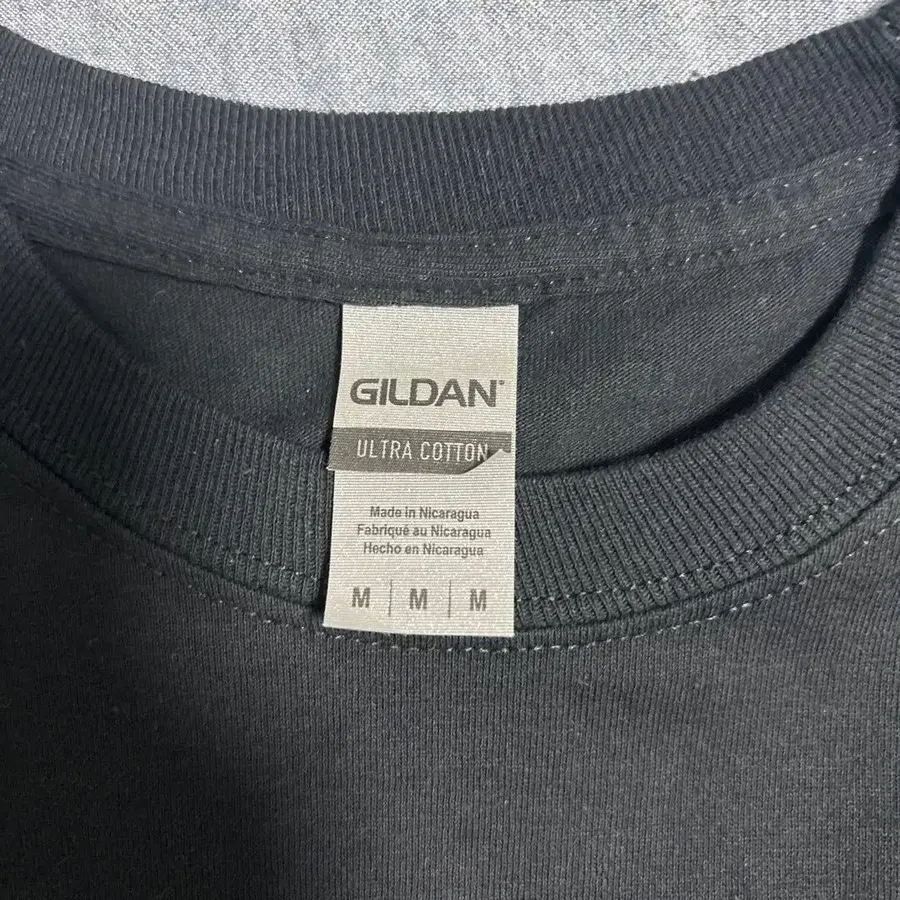 GILDAN
ULTRA COTTON
Made in Nicaragua
Fabriqué au Nicaragua
Hecho en Nicaragua
M | M | M